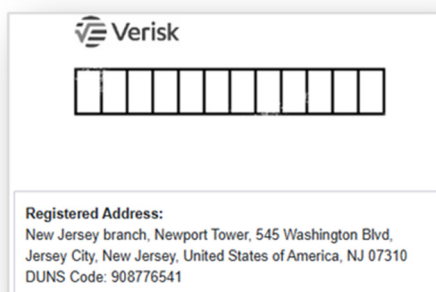 Verisk
Registered Address:
New Jersey branch, Newport Tower, 545 Washington Blvd,
Jersey City, New Jersey, United States of America, NJ 07310
DUNS Code: 908776541